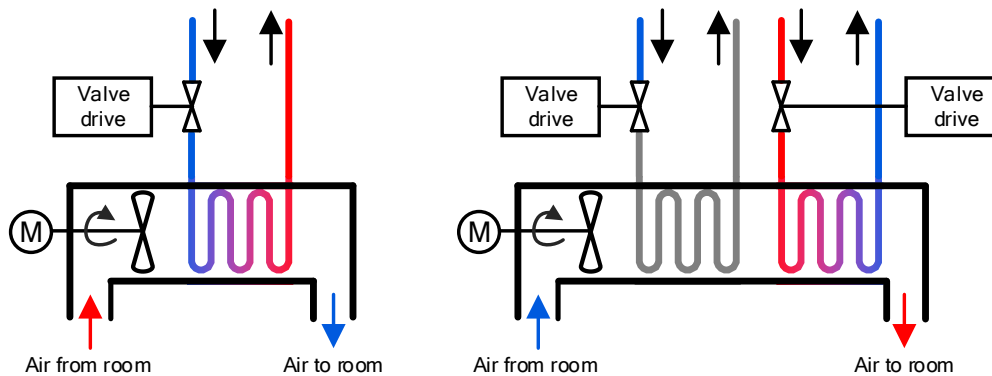 Valve
drive
Valve
drive
Valve
drive
M
M
Air from room
Air to room
Air from room
Air to room